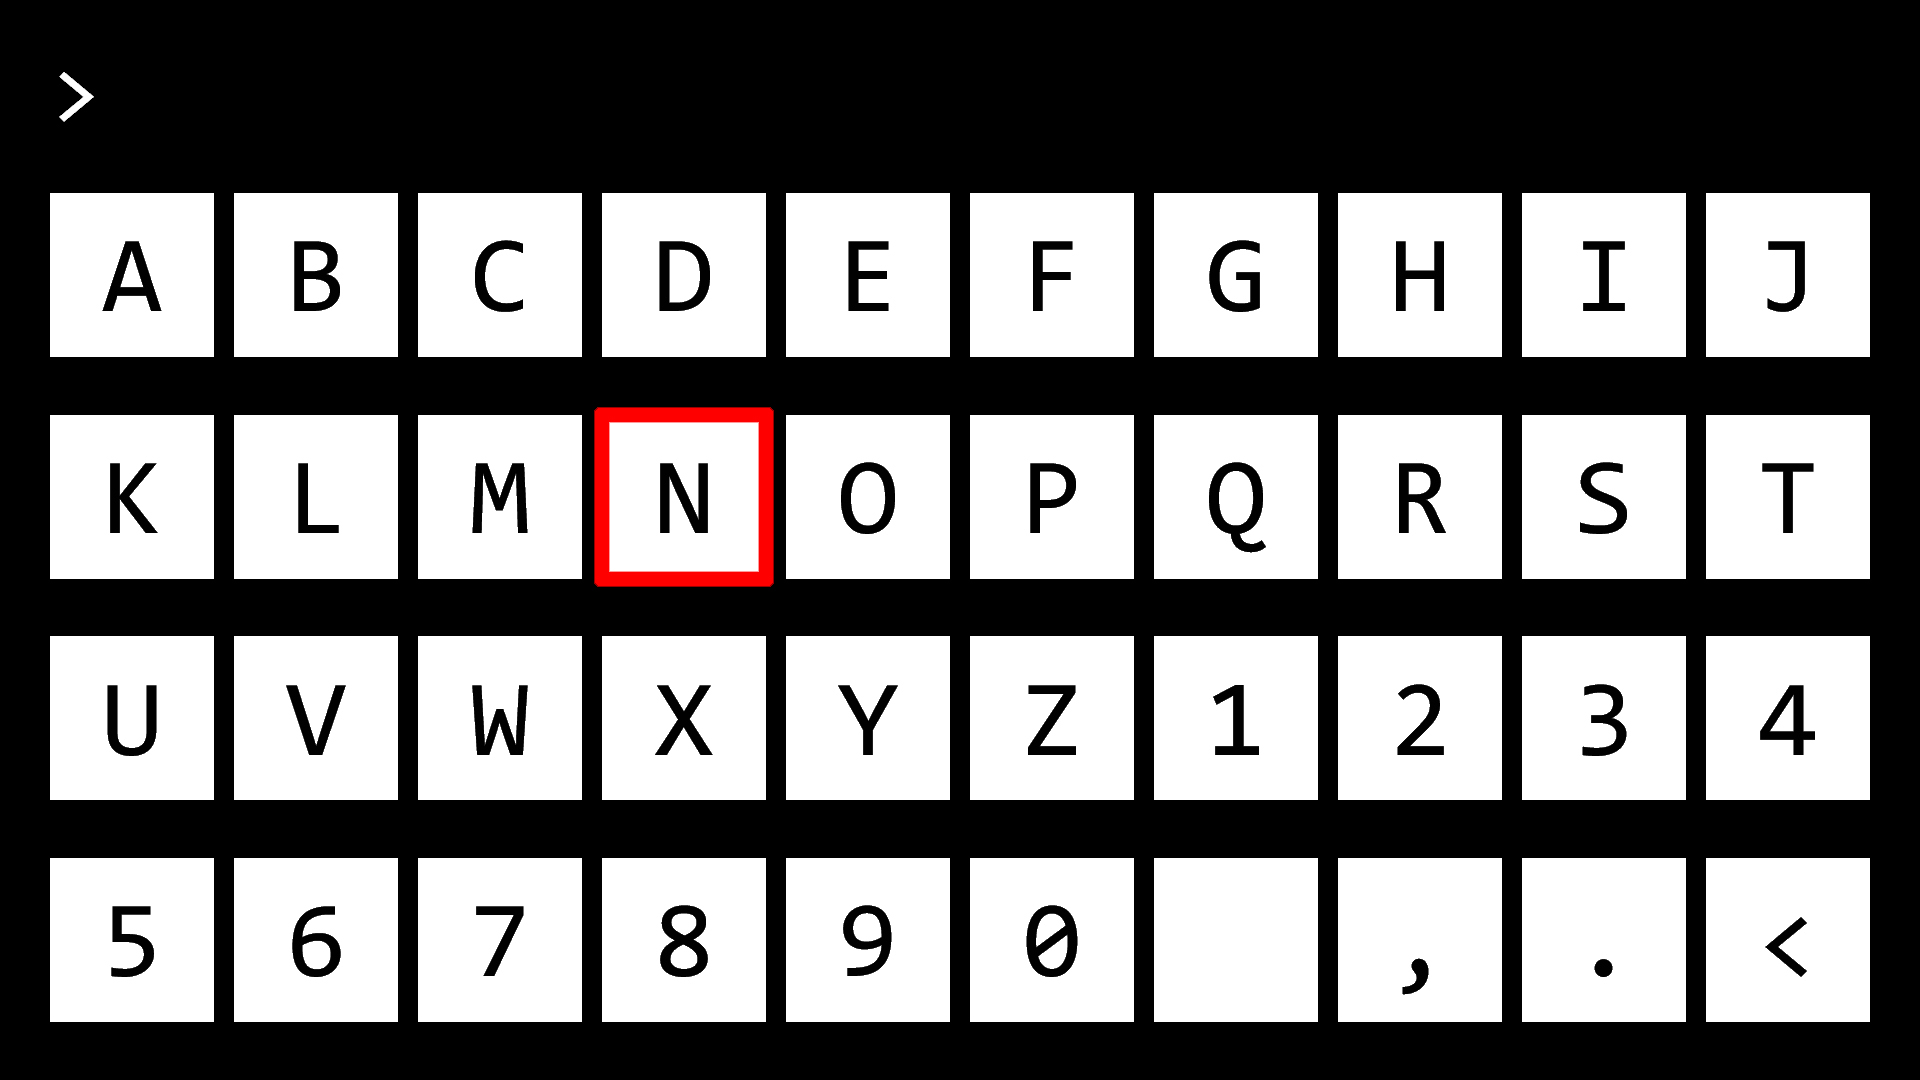 >
A B C D E F G H I J
K L M N O P Q R S T
U V W X Y Z 1 2 3 4
5 6 7 8 9 0 , . <